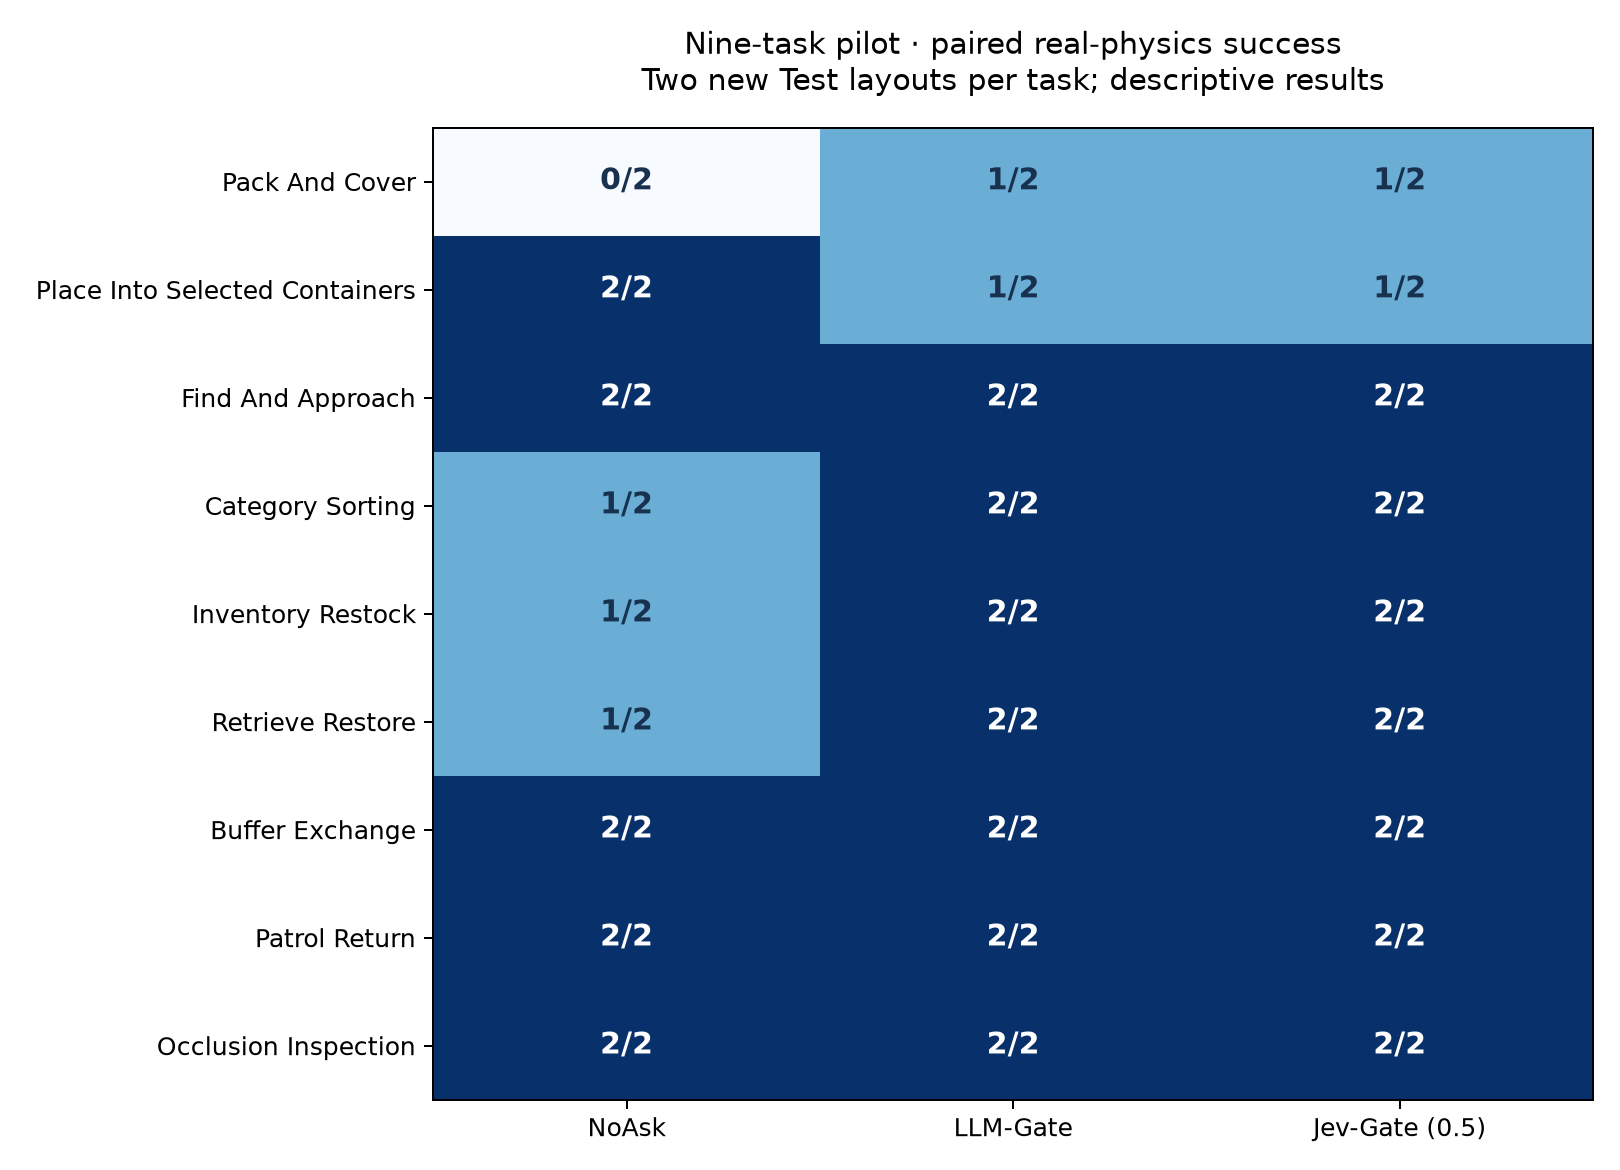 Nine-task pilot · paired real-physics success
Two new Test layouts per task; descriptive results
Pack And Cover 0/2 1/2 1/2
Place Into Selected Containers 2/2 1/2 1/2
Find And Approach 2/2 2/2 2/2
Category Sorting 1/2 2/2 2/2
Inventory Restock 1/2 2/2 2/2
Retrieve Restore 1/2 2/2 2/2
Buffer Exchange 2/2 2/2 2/2
Patrol Return 2/2 2/2 2/2
Occlusion Inspection 2/2 2/2 2/2
NoAsk LLM-Gate Jev-Gate (0.5)